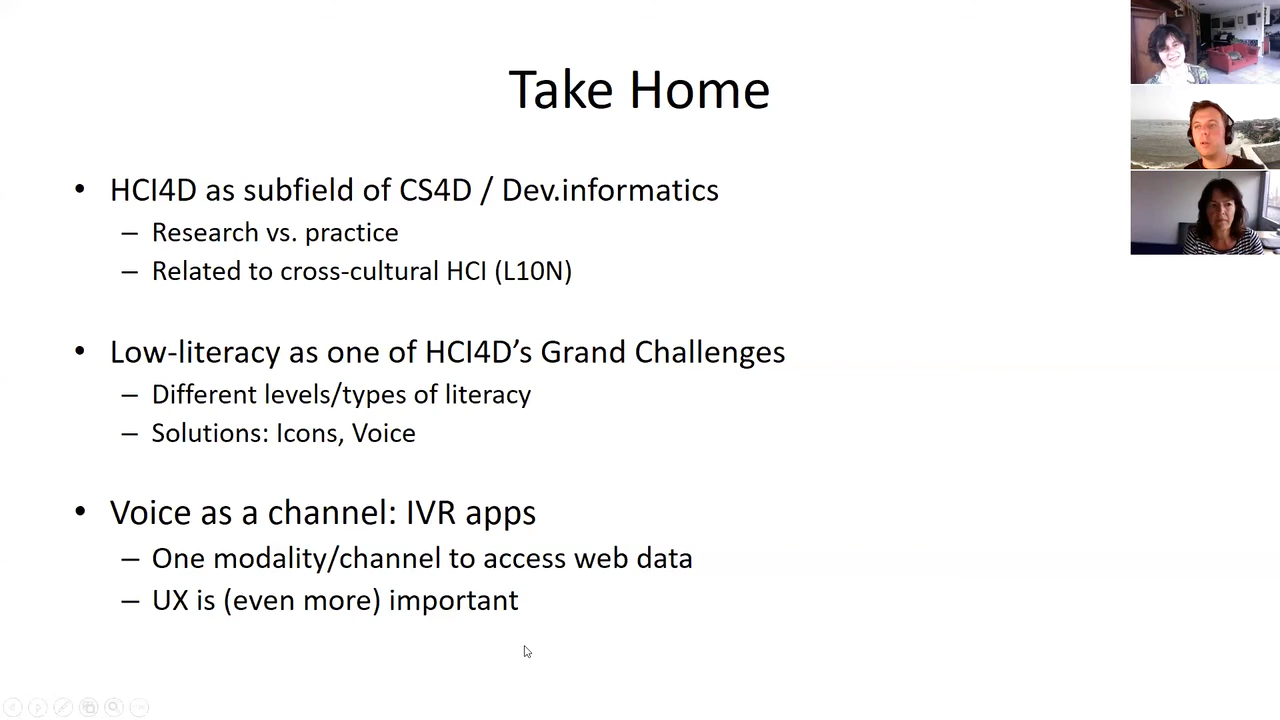 Take Home
• HCI4D as subfield of CS4D / Dev.informatics
– Research vs. practice
– Related to cross-cultural HCI (L10N)
• Low-literacy as one of HCI4D’s Grand Challenges
– Different levels/types of literacy
– Solutions: Icons, Voice
• Voice as a channel: IVR apps
– One modality/channel to access web data
– UX is (even more) important